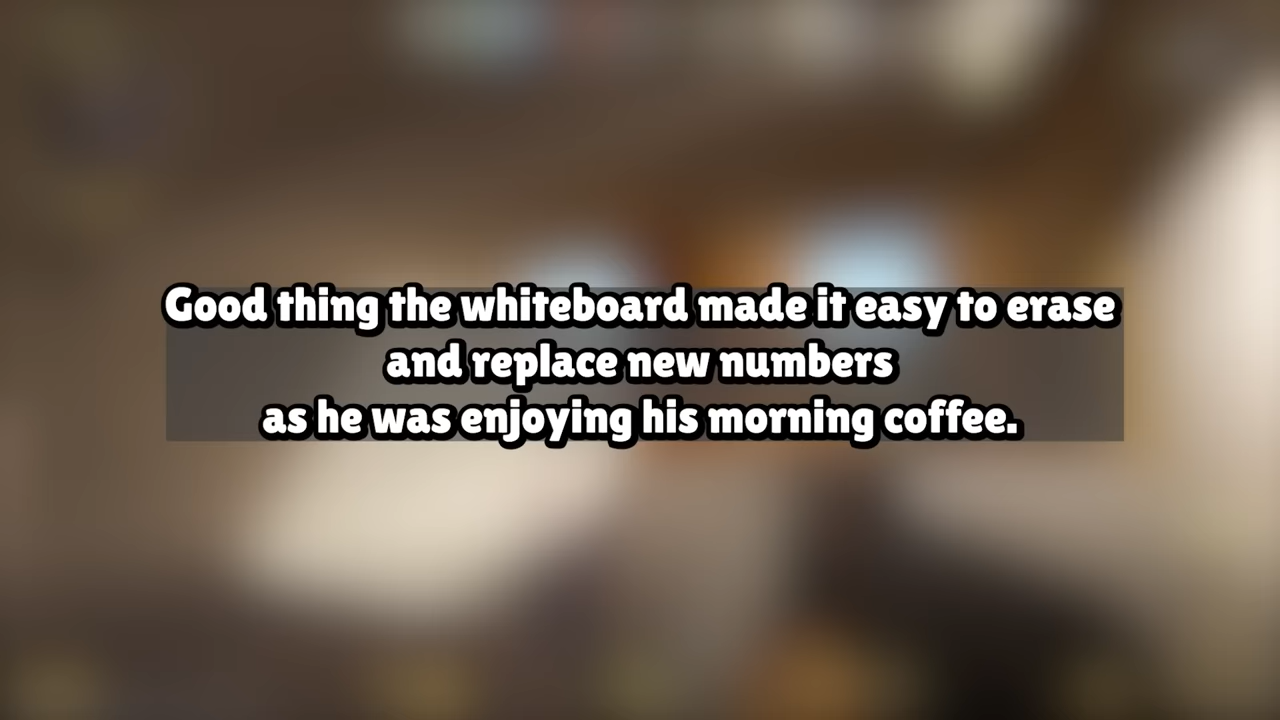 Good thing the whiteboard made it easy to erase
and replace new numbers
as he was enjoying his morning coffee.